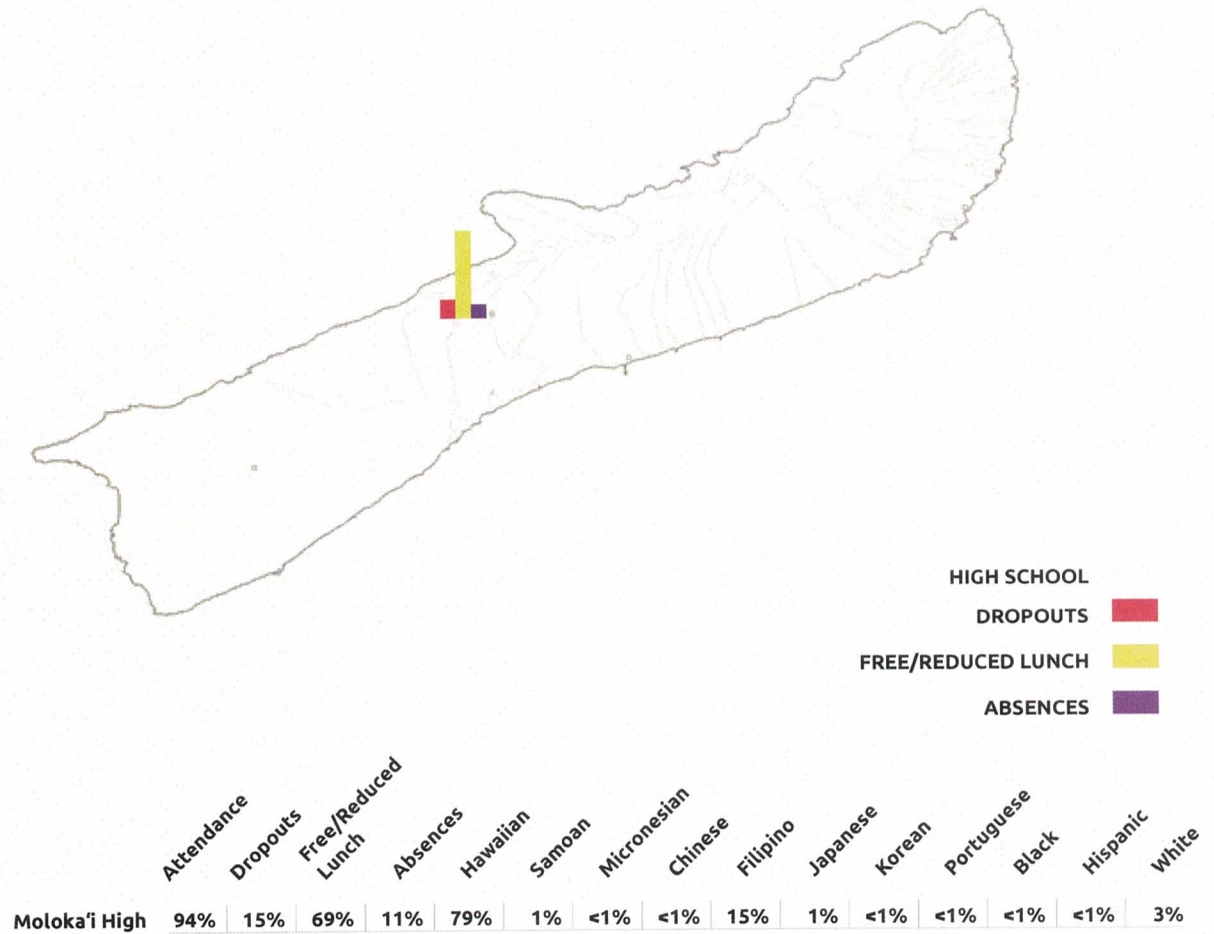 HIGH SCHOOL
DROPOUTS
FREE/REDUCED LUNCH
ABSENCES
Attendance
Dropouts
Free/Reduced
Lunch
Absences
Hawaiian
Samoan
Micronesian
Chinese
Filipino
Japanese
Korean
Portuguese
Black
Hispanic
White
Moloka‘i High 94% 15% 69% 11% 79% 1% <1% <1% 15% 1% <1% <1% <1% <1% 3%